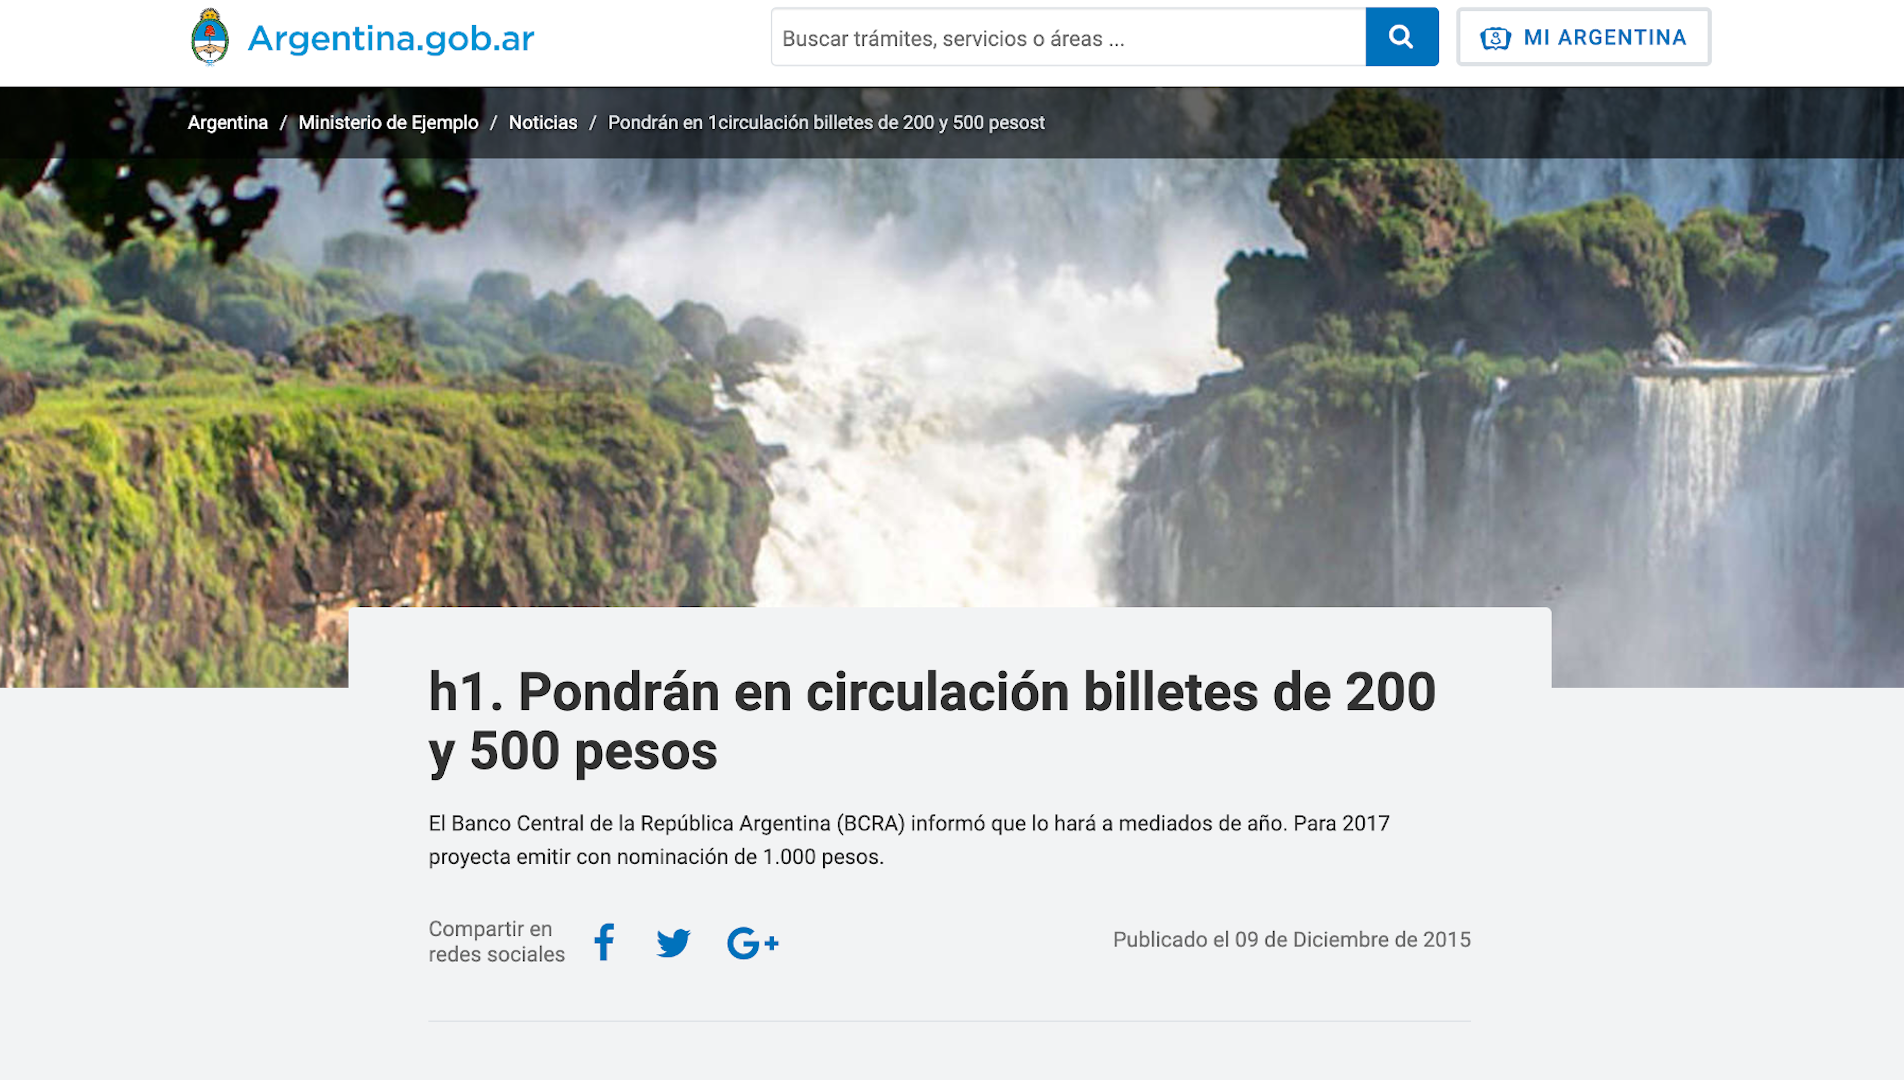 Argentina.gob.ar
Buscar trámites, servicios o áreas ...
MI ARGENTINA
Argentina / Ministerio de Ejemplo / Noticias / Pondrán en 1circulación billetes de 200 y 500 pesost
h1. Pondrán en circulación billetes de 200
y 500 pesos
El Banco Central de la República Argentina (BCRA) informó que lo hará a mediados de año. Para 2017
proyecta emitir con nominación de 1.000 pesos.
Compartir en
redes sociales
Publicado el 09 de Diciembre de 2015